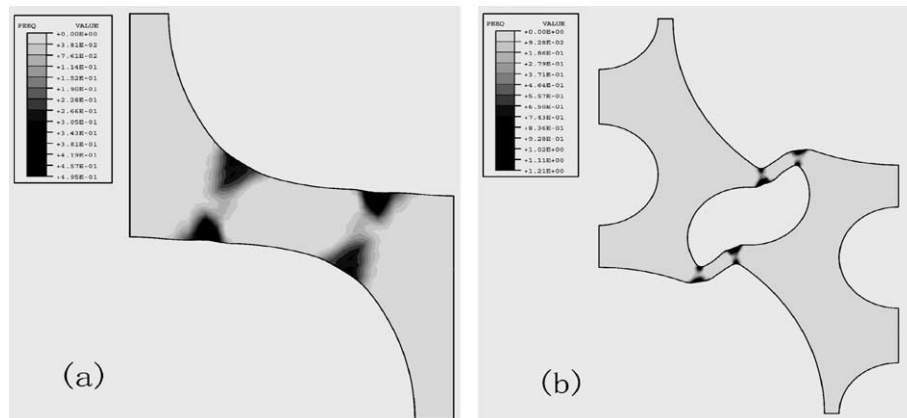 PEEQ VALUE
+0.00E+00
+3.81E-02
+7.61E-02
+1.14E-01
+1.52E-01
+1.90E-01
+2.28E-01
+2.66E-01
+3.05E-01
+3.43E-01
+3.81E-01
+4.19E-01
+4.57E-01
+4.95E-01
(a)
PEEQ VALUE
+0.00E+00
+9.28E-02
+1.86E-01
+2.79E-01
+3.71E-01
+4.64E-01
+5.57E-01
+6.50E-01
+7.43E-01
+8.36E-01
+9.28E-01
+1.02E+00
+1.11E+00
+1.21E+00
(b)